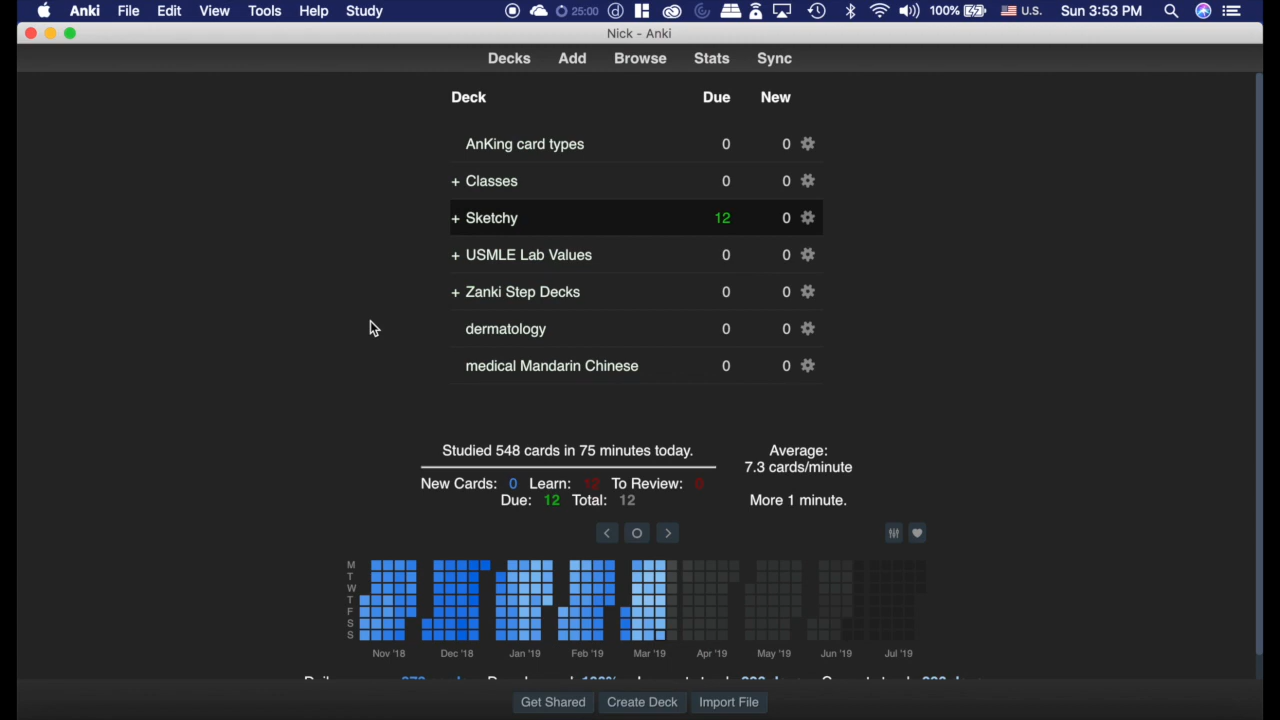 Anki File Edit View Tools Help Study 25:00 100% U.S. Sun 3:53 PM
Nick - Anki
Decks Add Browse Stats Sync
Deck Due New
AnKing card types 0 0
+ Classes 0 0
+ Sketchy 12 0
+ USMLE Lab Values 0 0
+ Zanki Step Decks 0 0
dermatology 0 0
medical Mandarin Chinese 0 0
Studied 548 cards in 75 minutes today.
Average:
7.3 cards/minute
New Cards: 0 Learn: 12 To Review: 0
Due: 12 Total: 12
More 1 minute.
M
T
W
T
F
S
S
Nov '18 Dec '18 Jan '19 Feb '19 Mar '19 Apr '19 May '19 Jun '19 Jul '19
Get Shared Create Deck Import File